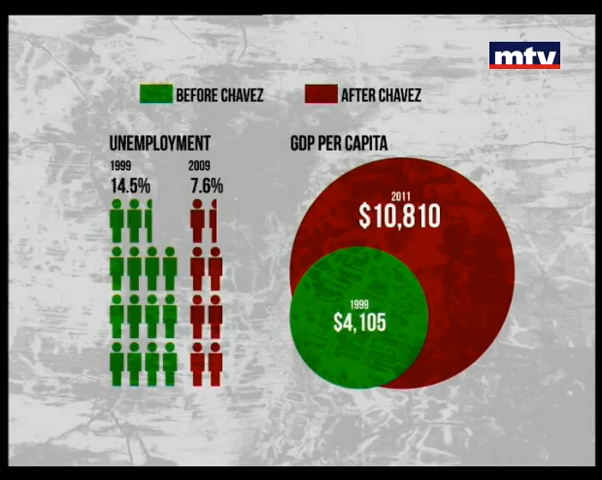 mtv
BEFORE CHAVEZ
AFTER CHAVEZ
UNEMPLOYMENT
1999
2009
14.5%
7.6%
GDP PER CAPITA
2011
$10,810
1999
$4,105